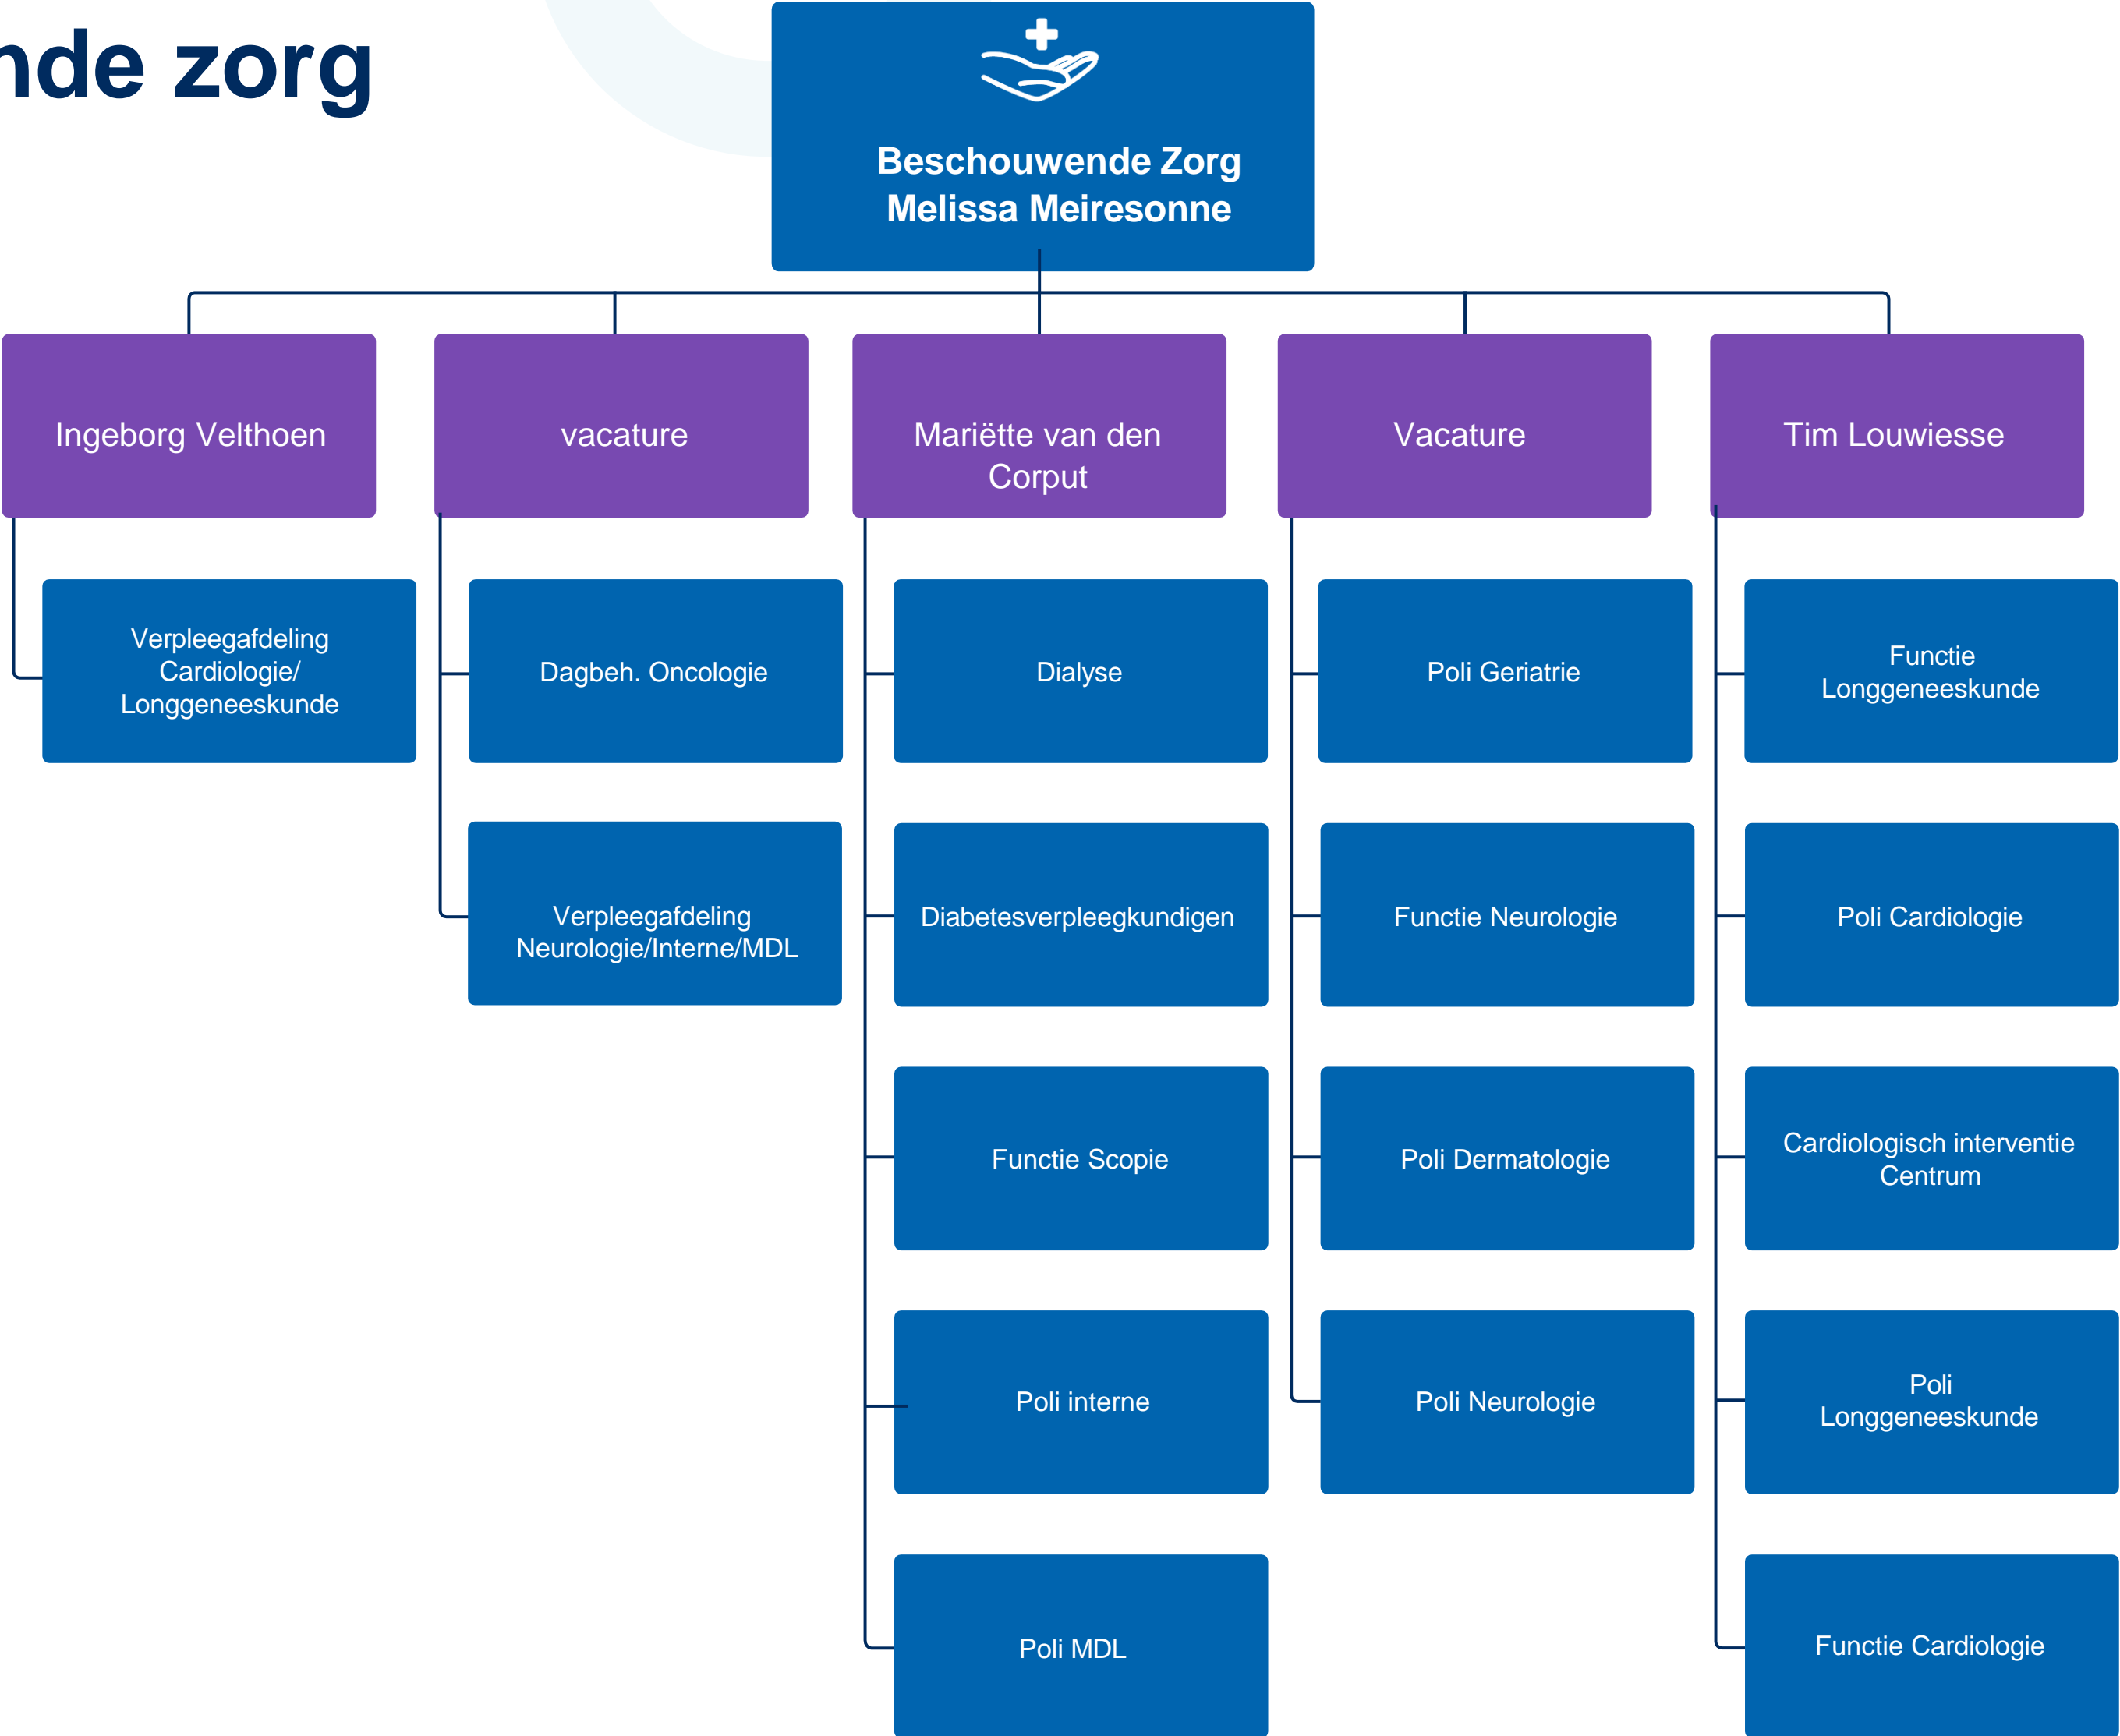 nde zorg
Beschouwende Zorg
Melissa Meiresonne
Ingeborg Velthoen
vacature
Mariëtte van den
Corput
Vacature
Tim Louwiesse
Verpleegafdeling
Cardiologie/
Longgeneeskunde
Dagbeh. Oncologie
Verpleegafdeling
Neurologie/Interne/MDL
Dialyse
Diabetesverpleegkundigen
Functie Scopie
Poli interne
Poli MDL
Poli Geriatrie
Functie Neurologie
Poli Dermatologie
Poli Neurologie
Functie
Longgeneeskunde
Poli Cardiologie
Cardiologisch interventie
Centrum
Poli
Longgeneeskunde
Functie Cardiologie